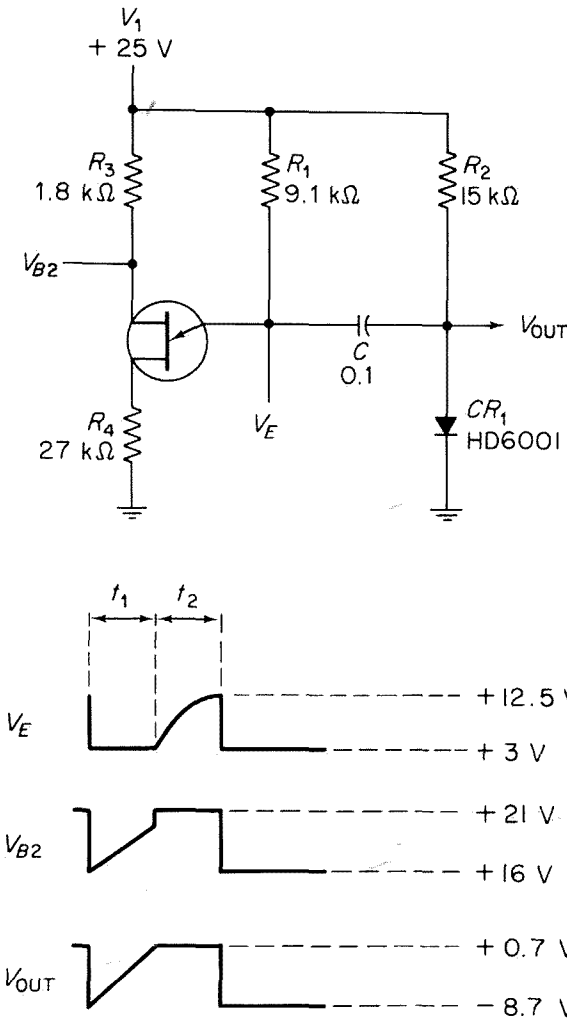 V1
+ 25 V
R3
1.8 kΩ
R1
9.1 kΩ
R2
15 kΩ
VB2
VOUT
C
0.1
VE
CR1
HD6001
R4
27 kΩ
t1
t2
VE
+ 12.5 V
+ 3 V
VB2
+ 21 V
+ 16 V
VOUT
+ 0.7 V
− 8.7 V